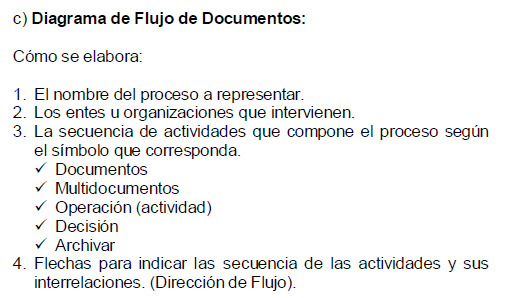 c) Diagrama de Flujo de Documentos:
Cómo se elabora:
1. El nombre del proceso a representar.
2. Los entes u organizaciones que intervienen.
3. La secuencia de actividades que compone el proceso según
el símbolo que corresponda.
✓ Documentos
✓ Multidocumentos
✓ Operación (actividad)
✓ Decisión
✓ Archivar
4. Flechas para indicar las secuencia de las actividades y sus
interrelaciones. (Dirección de Flujo).